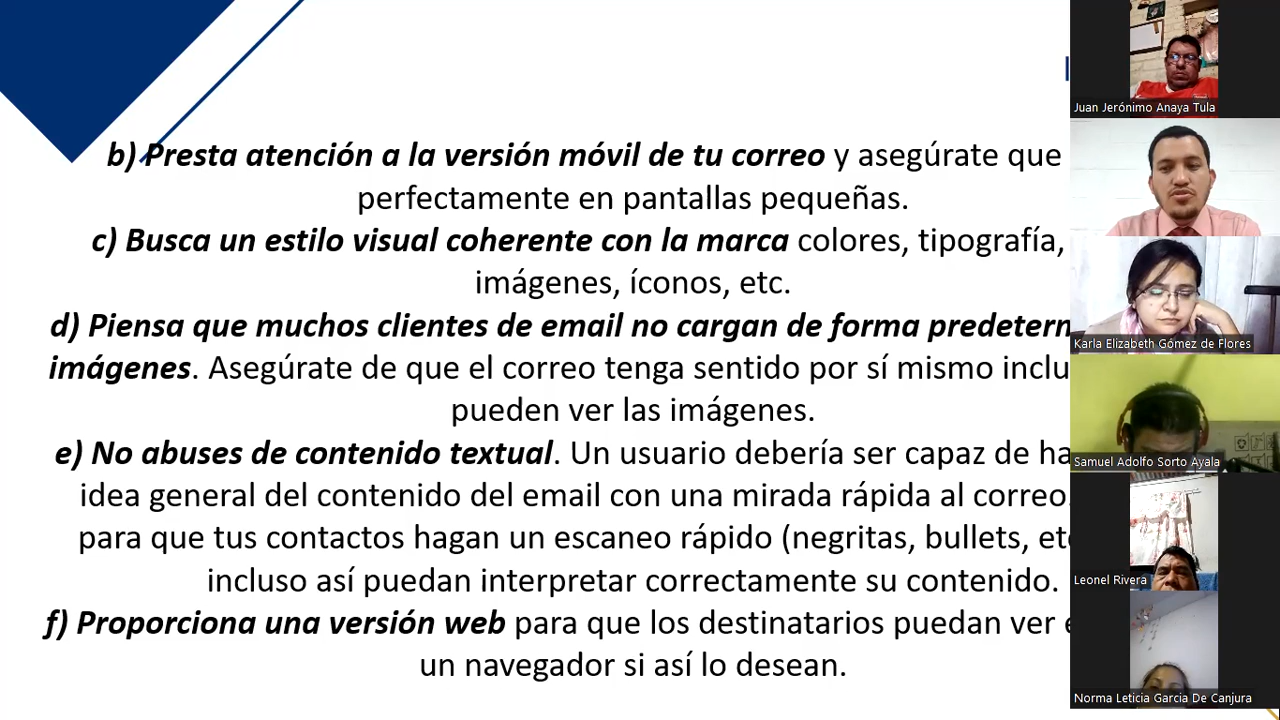 b) Presta atención a la versión móvil de tu correo y asegúrate que
perfectamente en pantallas pequeñas.
c) Busca un estilo visual coherente con la marca colores, tipografía,
imágenes, íconos, etc.
d) Piensa que muchos clientes de email no cargan de forma predetern
imágenes. Asegúrate de que el correo tenga sentido por sí mismo inclu
pueden ver las imágenes.
e) No abuses de contenido textual. Un usuario debería ser capaz de ha
idea general del contenido del email con una mirada rápida al correo.
para que tus contactos hagan un escaneo rápido (negritas, bullets, etc
incluso así puedan interpretar correctamente su contenido.
f) Proporciona una versión web para que los destinatarios puedan ver e
un navegador si así lo desean.
Juan Jerónimo Anaya Tula
Karla Elizabeth Gómez de Flores
Samuel Adolfo Sorto Ayala
Leonel Rivera
Norma Leticia Garcia De Canjura